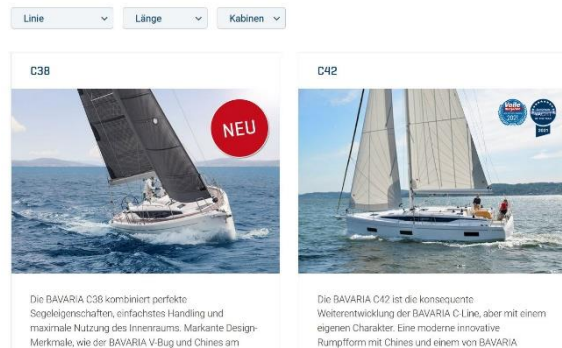 Linie
Länge
Kabinen
C38
C42
NEU
2021
2021
Die BAVARIA C38 kombiniert perfekte
Segeleigenschaften, einfachstes Handling und
maximale Nutzung des Innenraums. Markante Design-
Merkmale, wie der BAVARIA V-Bug und Chines am
Die BAVARIA C42 ist die konsequente
Weiterentwicklung der BAVARIA C-Line, aber mit einem
eigenen Charakter. Eine moderne innovative
Rumpfform mit Chines und einem von BAVARIA